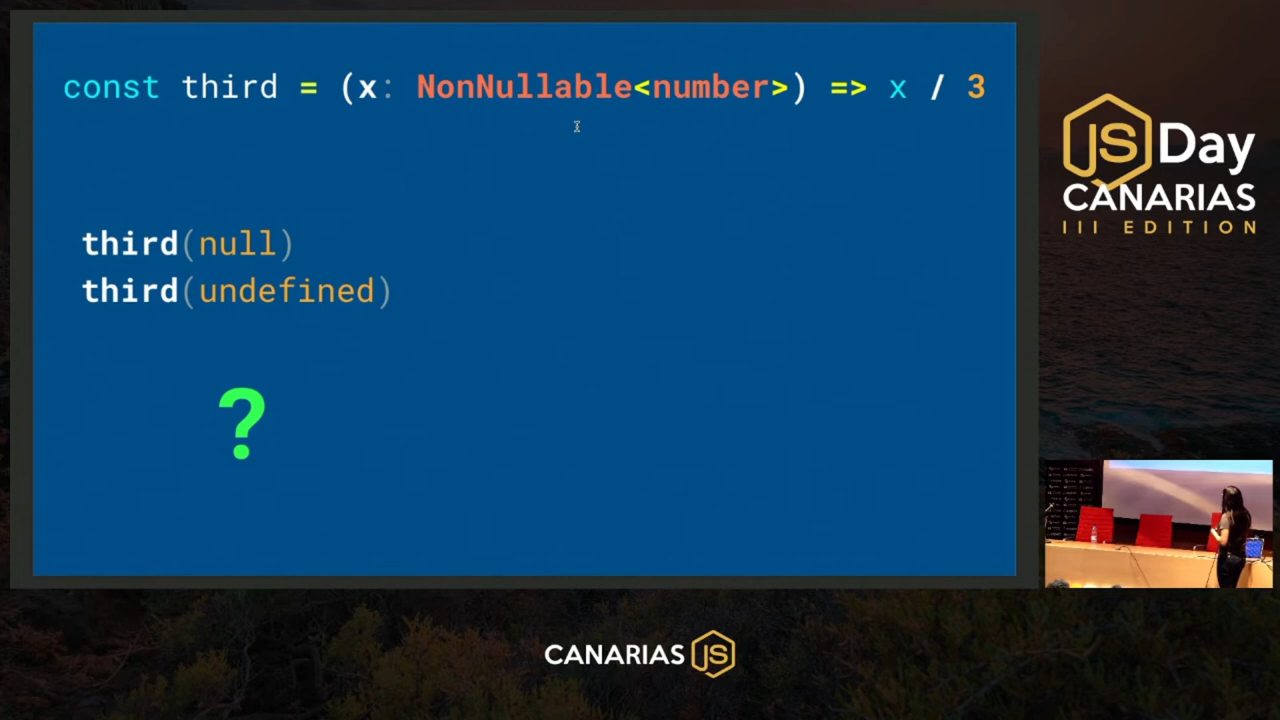 const third = (x: NonNullable<number>) => x / 3
third(null)
third(undefined)
?
JS Day
CANARIAS
III EDITION
CANARIAS JS